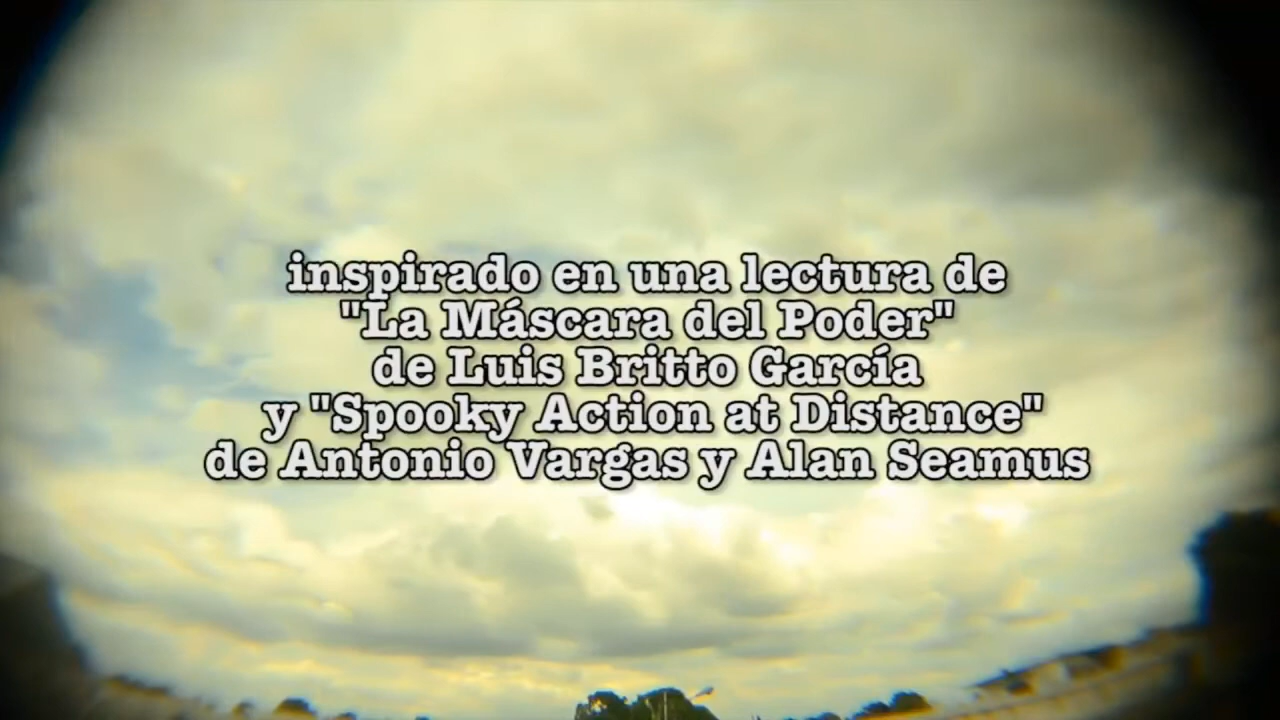 inspirado en una lectura de
"La Máscara del Poder"
de Luis Britto García
y "Spooky Action at Distance"
de Antonio Vargas y Alan Seamus